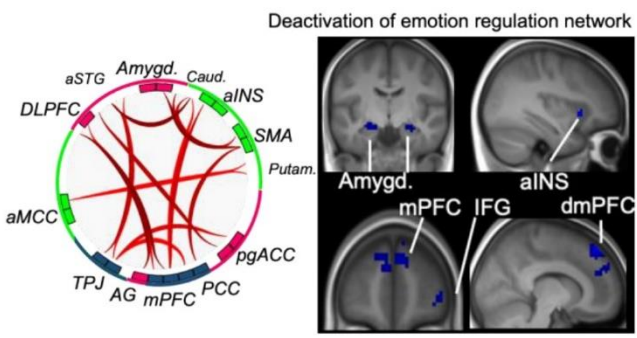 Deactivation of emotion regulation network
aSTG
Amygd.
Caud.
aINS
DLPFC
SMA
Putam.
aMCC
pgACC
TPJ
AG
mPFC
PCC
Amygd.
aINS
mPFC
IFG
dmPFC